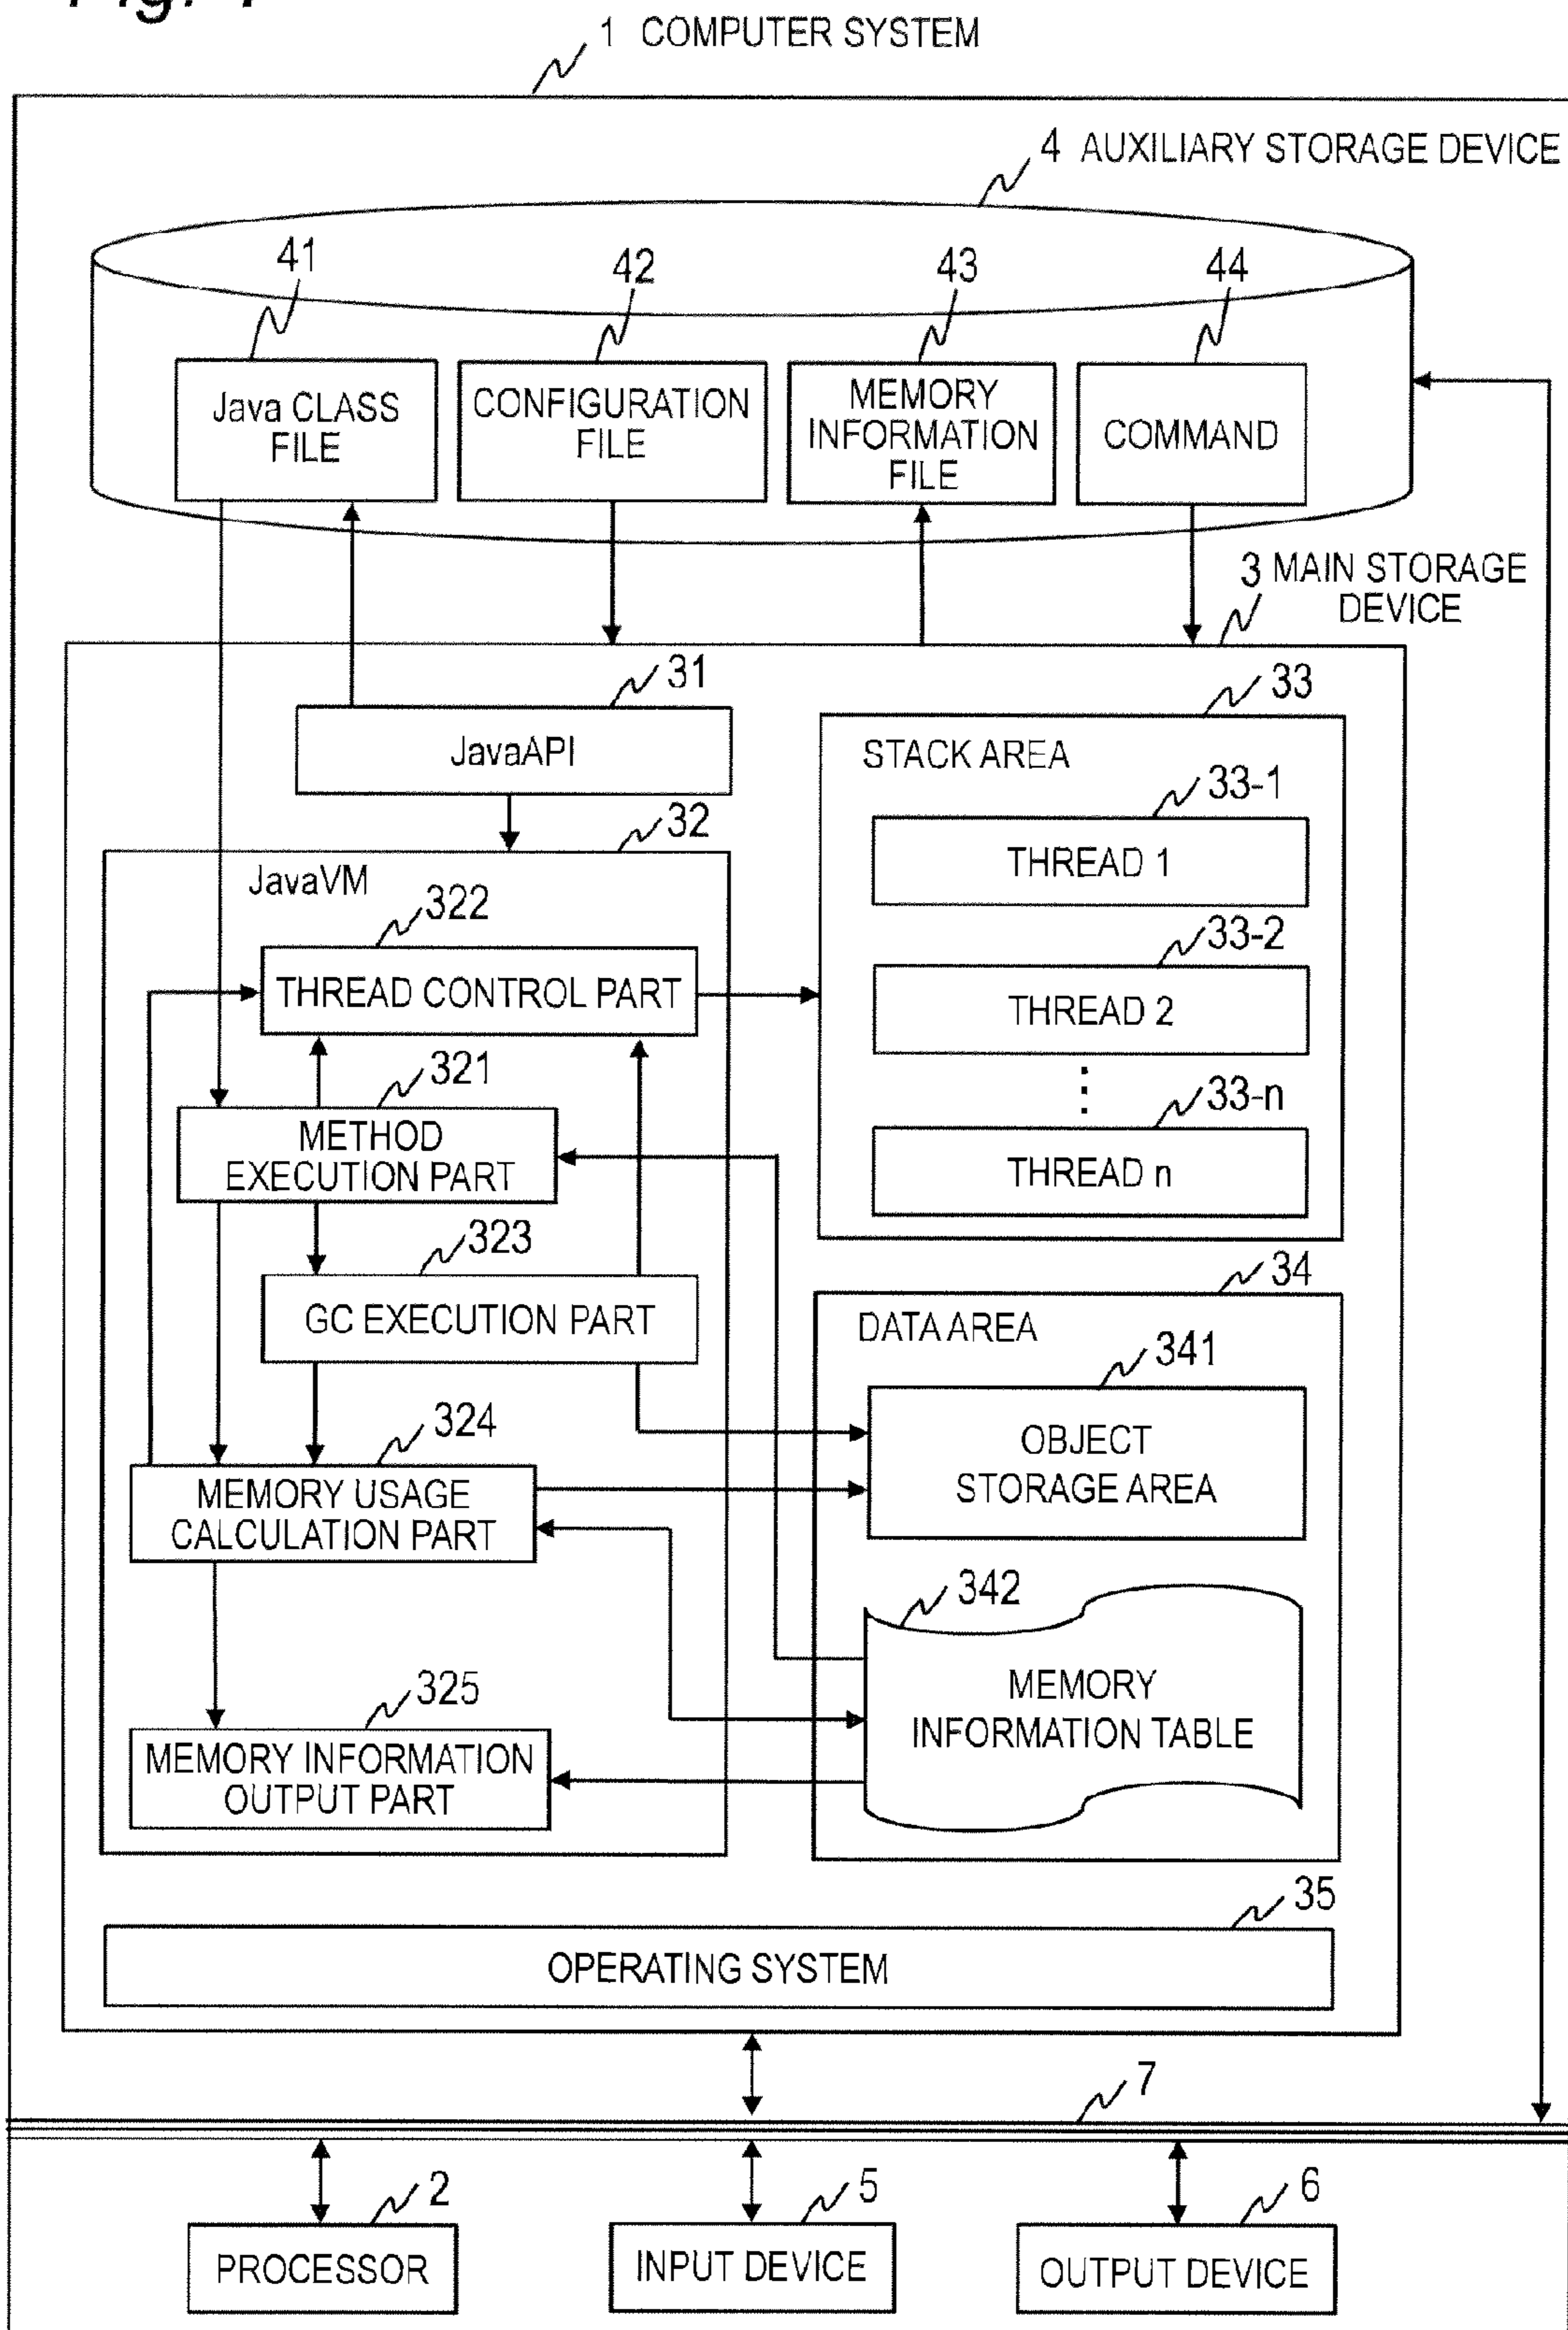 Fig. 1
1 COMPUTER SYSTEM
4 AUXILIARY STORAGE DEVICE
41
42
43
44
Java CLASS
FILE
CONFIGURATION
FILE
MEMORY
INFORMATION
FILE
COMMAND
3 MAIN STORAGE
DEVICE
31
JavaAPI
32
JavaVM
322
THREAD CONTROL PART
321
METHOD
EXECUTION PART
323
GC EXECUTION PART
324
MEMORY USAGE
CALCULATION PART
325
MEMORY INFORMATION
OUTPUT PART
33
STACK AREA
33-1
THREAD 1
33-2
THREAD 2
⋮
33-n
THREAD n
34
DATA AREA
341
OBJECT
STORAGE AREA
342
MEMORY
INFORMATION TABLE
35
OPERATING SYSTEM
7
2
PROCESSOR
5
INPUT DEVICE
6
OUTPUT DEVICE